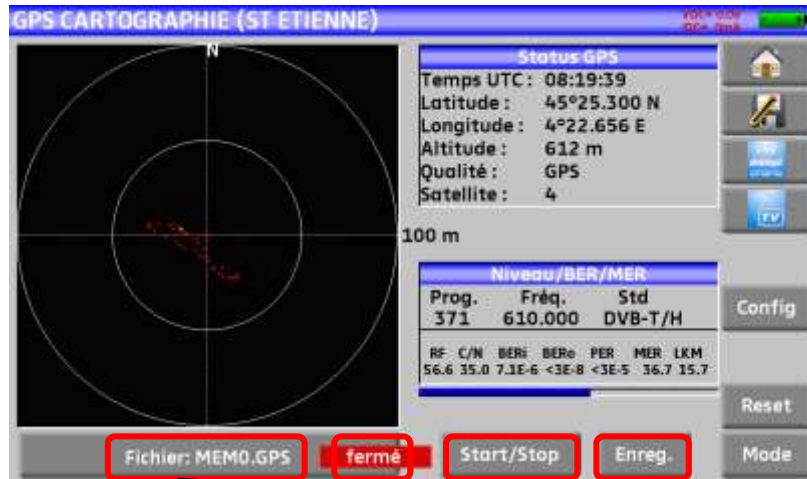 GPS CARTOGRAPHIE (ST ETIENNE)
N
100 m
Status GPS
Temps UTC : 08:19:39
Latitude : 45°25.300 N
Longitude : 4°22.656 E
Altitude : 612 m
Qualité : GPS
Satellite : 4
Niveau/BER/MER
Prog. Fréq. Std
371 610.000 DVB-T/H
RF C/N BERi BERo PER MER LKM
56.6 35.0 7.1E-6 <3E-8 <3E-5 36.7 15.7
TV
Config
Reset
Fichier: MEM0.GPS
fermé
Start/Stop
Enreg.
Mode